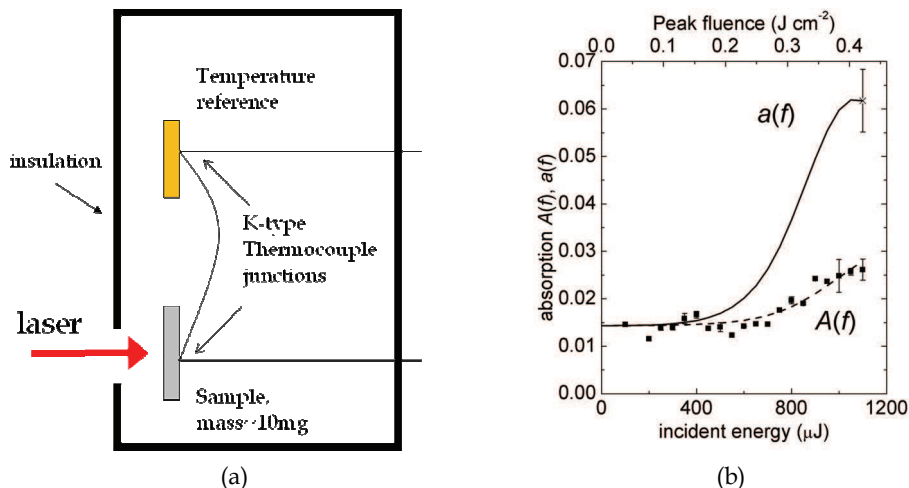 Temperature
reference
insulation
K-type
Thermocouple
junctions
laser
Sample,
mass~10mg
(a)
Peak fluence (J cm⁻²)
0.0 0.1 0.2 0.3 0.4
0.07
0.06
0.05
0.04
0.03
0.02
0.01
0.00
absorption A(f), a(f)
a(f)
A(f)
0 400 800 1200
incident energy (μJ)
(b)